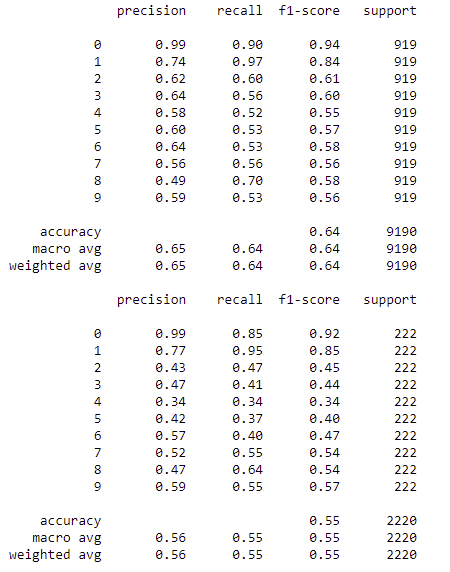 precision recall f1-score support
0 0.99 0.90 0.94 919
1 0.74 0.97 0.84 919
2 0.62 0.60 0.61 919
3 0.64 0.56 0.60 919
4 0.58 0.52 0.55 919
5 0.60 0.53 0.57 919
6 0.64 0.53 0.58 919
7 0.56 0.56 0.56 919
8 0.49 0.70 0.58 919
9 0.59 0.53 0.56 919
accuracy 0.64 9190
macro avg 0.65 0.64 0.64 9190
weighted avg 0.65 0.64 0.64 9190
precision recall f1-score support
0 0.99 0.85 0.92 222
1 0.77 0.95 0.85 222
2 0.43 0.47 0.45 222
3 0.47 0.41 0.44 222
4 0.34 0.34 0.34 222
5 0.42 0.37 0.40 222
6 0.57 0.40 0.47 222
7 0.52 0.55 0.54 222
8 0.47 0.64 0.54 222
9 0.59 0.55 0.57 222
accuracy 0.55 2220
macro avg 0.56 0.55 0.55 2220
weighted avg 0.56 0.55 0.55 2220